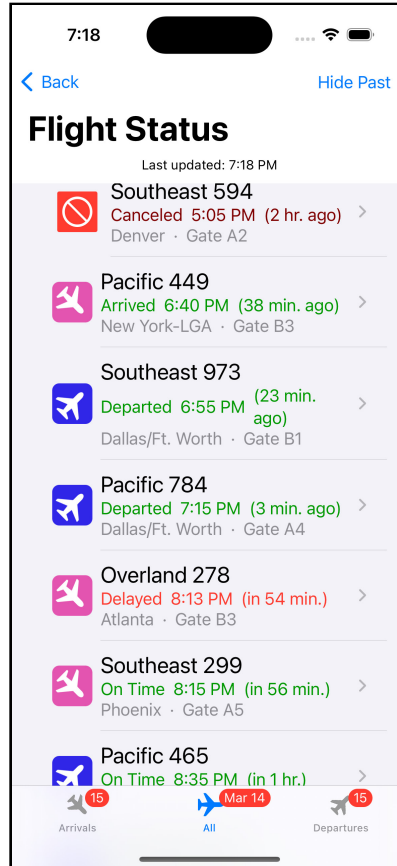 7:18
Back
Hide Past
Flight Status
Last updated: 7:18 PM
Southeast 594
Canceled 5:05 PM (2 hr. ago)
Denver · Gate A2
Pacific 449
Arrived 6:40 PM (38 min. ago)
New York-LGA · Gate B3
Southeast 973
Departed 6:55 PM (23 min. ago)
Dallas/Ft. Worth · Gate B1
Pacific 784
Departed 7:15 PM (3 min. ago)
Dallas/Ft. Worth · Gate A4
Overland 278
Delayed 8:13 PM (in 54 min.)
Atlanta · Gate B3
Southeast 299
On Time 8:15 PM (in 56 min.)
Phoenix · Gate A5
Pacific 465
On Time 8:35 PM (in 1 hr.)
15
Mar 14
15
Arrivals
All
Departures